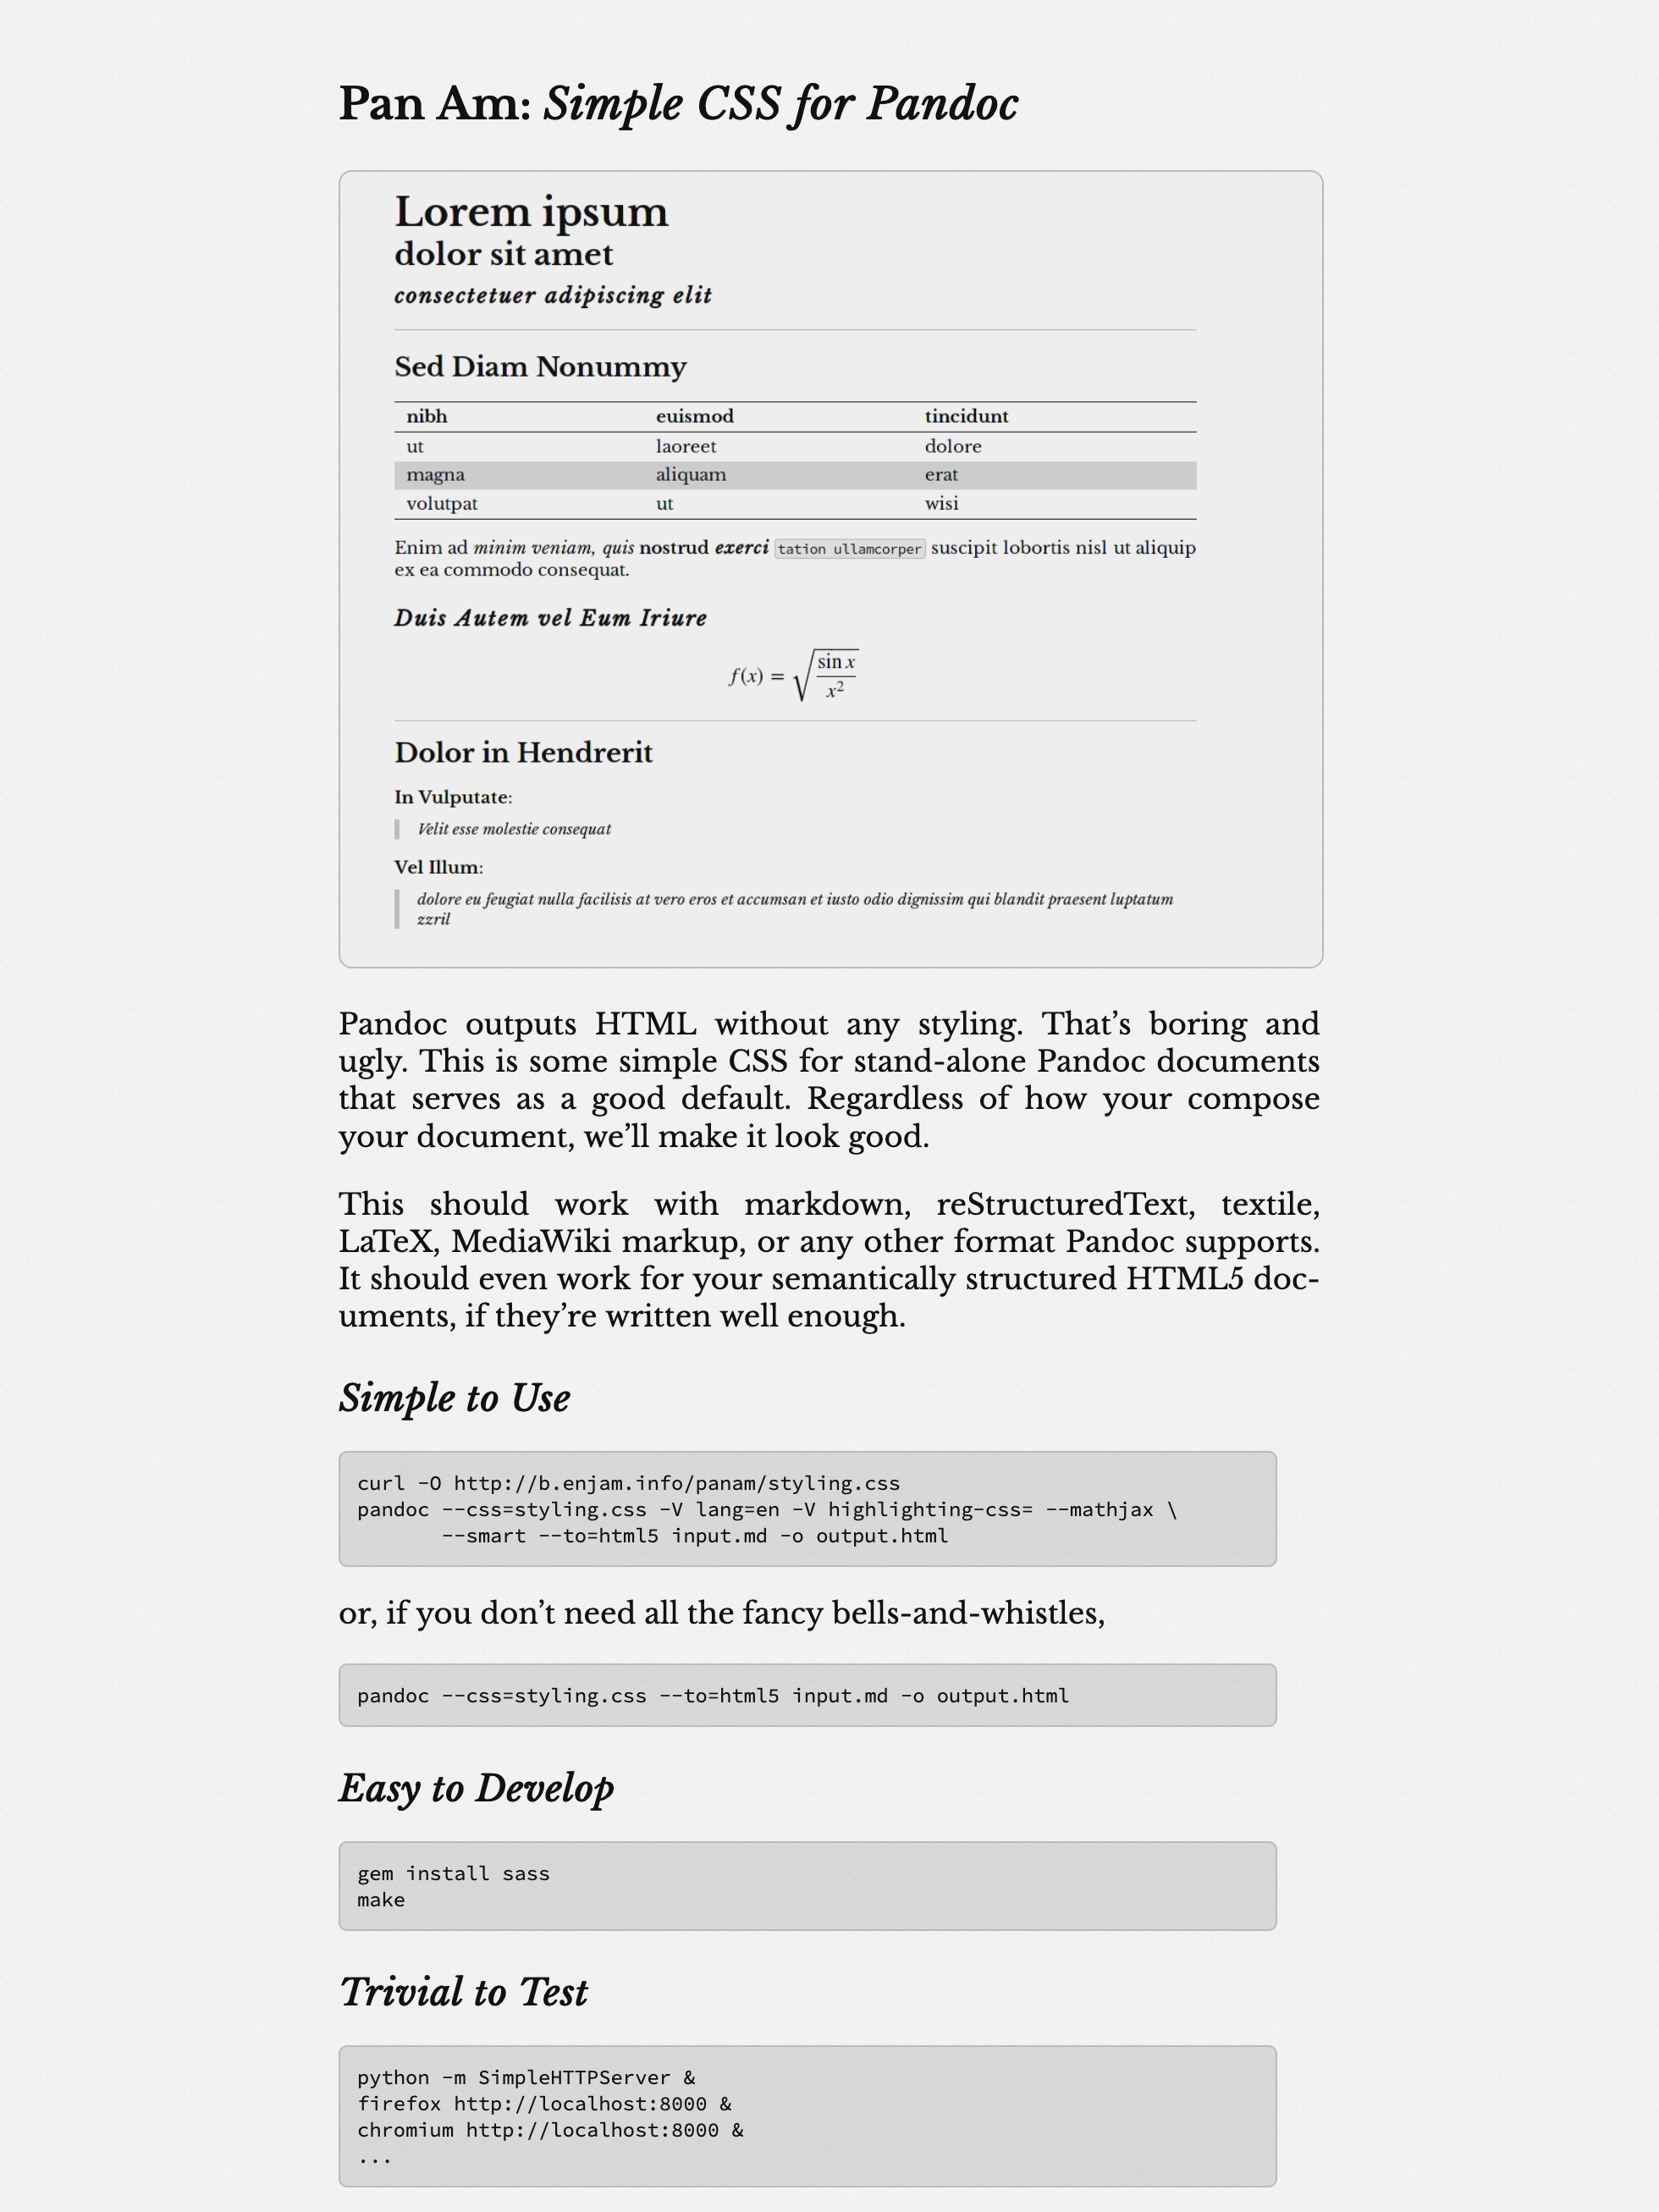 Pan Am: Simple CSS for Pandoc
Lorem ipsum
dolor sit amet
consectetuer adipiscing elit
Sed Diam Nonummy
nibh euismod tincidunt
ut laoreet dolore
magna aliquam erat
volutpat ut wisi
Enim ad minim veniam, quis nostrud exerci tation ullamcorper suscipit lobortis nisl ut aliquip
ex ea commodo consequat.
Duis Autem vel Eum Iriure
f(x) = √(sin x / x²)
Dolor in Hendrerit
In Vulputate:
Velit esse molestie consequat
Vel Illum:
dolore eu feugiat nulla facilisis at vero eros et accumsan et iusto odio dignissim qui blandit praesent luptatum
zzril
Pandoc outputs HTML without any styling. That’s boring and
ugly. This is some simple CSS for stand-alone Pandoc documents
that serves as a good default. Regardless of how your compose
your document, we’ll make it look good.
This should work with markdown, reStructuredText, textile,
LaTeX, MediaWiki markup, or any other format Pandoc supports.
It should even work for your semantically structured HTML5 doc-
uments, if they’re written well enough.
Simple to Use
curl -O http://b.enjam.info/panam/styling.css
pandoc --css=styling.css -V lang=en -V highlighting-css= --mathjax \
       --smart --to=html5 input.md -o output.html
or, if you don’t need all the fancy bells-and-whistles,
pandoc --css=styling.css --to=html5 input.md -o output.html
Easy to Develop
gem install sass
make
Trivial to Test
python -m SimpleHTTPServer &
firefox http://localhost:8000 &
chromium http://localhost:8000 &
...